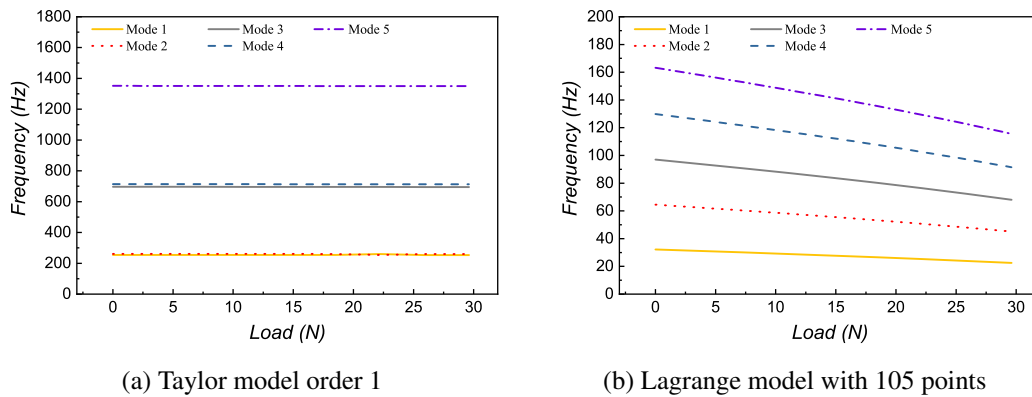 1800
1600
1400
1200
1000
800
600
400
200
0
Frequency (Hz)
Mode 1 Mode 3 Mode 5
Mode 2 Mode 4
0 5 10 15 20 25 30
Load (N)
(a) Taylor model order 1
200
180
160
140
120
100
80
60
40
20
0
Frequency (Hz)
Mode 1 Mode 3 Mode 5
Mode 2 Mode 4
0 5 10 15 20 25 30
Load (N)
(b) Lagrange model with 105 points